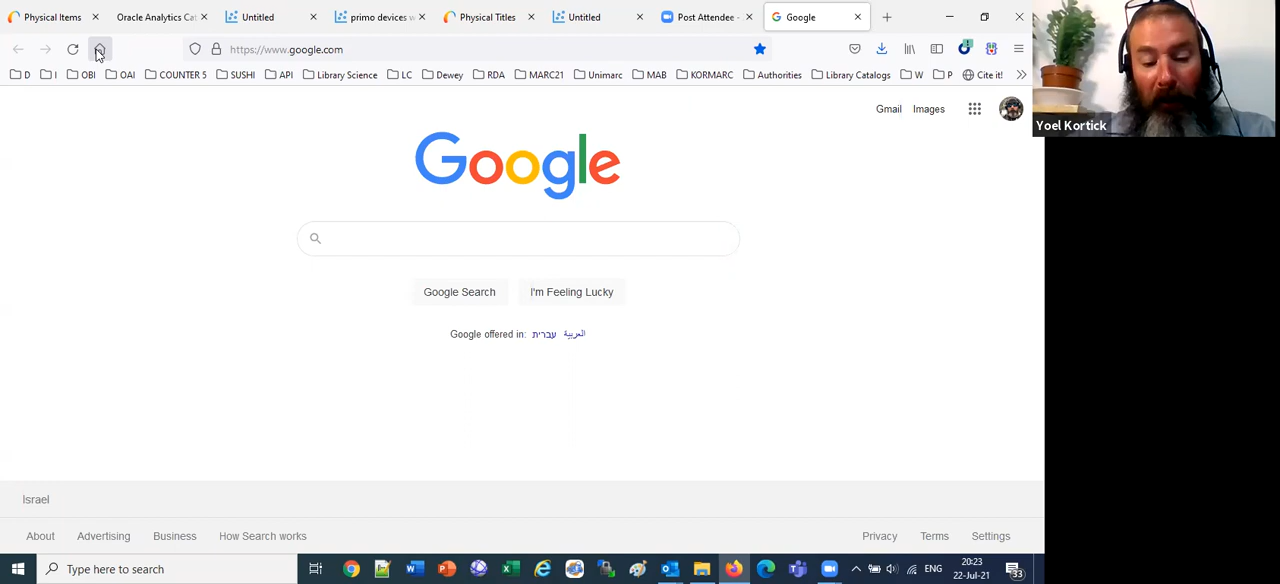 Physical Items Oracle Analytics Cat Untitled primo devices w Physical Titles Untitled Post Attendee - Google
https://www.google.com
D I OBI OAI COUNTER 5 SUSHI API Library Science LC Dewey RDA MARC21 Unimarc MAB KORMARC Authorities Library Catalogs W P Cite it!
Gmail Images
Yoel Kortick
Google
Google Search I'm Feeling Lucky
Google offered in: עברית العربية
Israel
About Advertising Business How Search works Privacy Terms Settings
Type here to search ENG 20:23
22-Jul-21 33